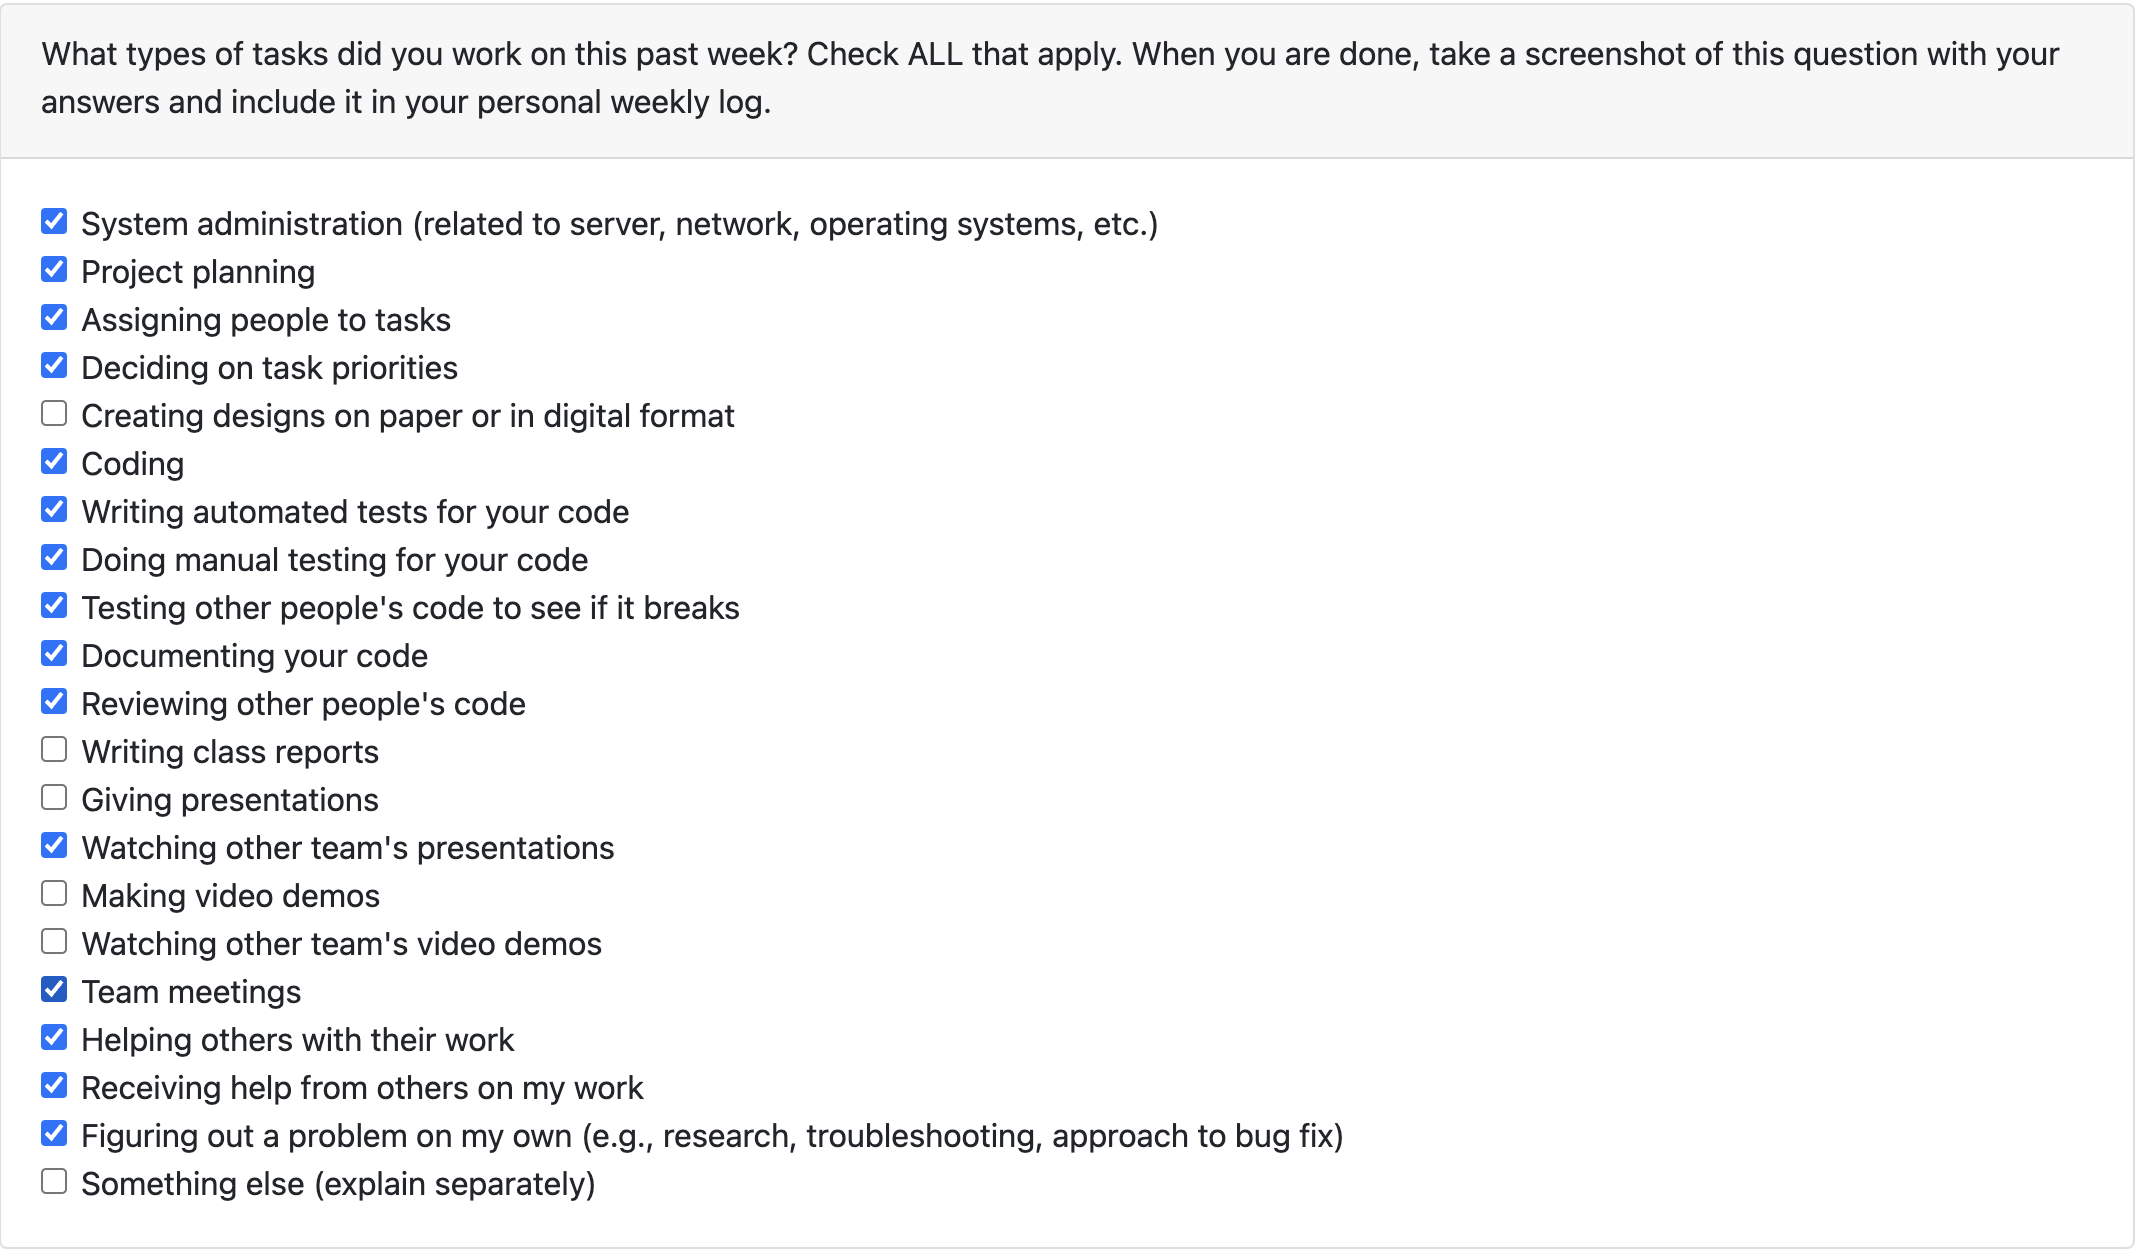 What types of tasks did you work on this past week? Check ALL that apply. When you are done, take a screenshot of this question with your
answers and include it in your personal weekly log.
System administration (related to server, network, operating systems, etc.)
Project planning
Assigning people to tasks
Deciding on task priorities
Creating designs on paper or in digital format
Coding
Writing automated tests for your code
Doing manual testing for your code
Testing other people's code to see if it breaks
Documenting your code
Reviewing other people's code
Writing class reports
Giving presentations
Watching other team's presentations
Making video demos
Watching other team's video demos
Team meetings
Helping others with their work
Receiving help from others on my work
Figuring out a problem on my own (e.g., research, troubleshooting, approach to bug fix)
Something else (explain separately)